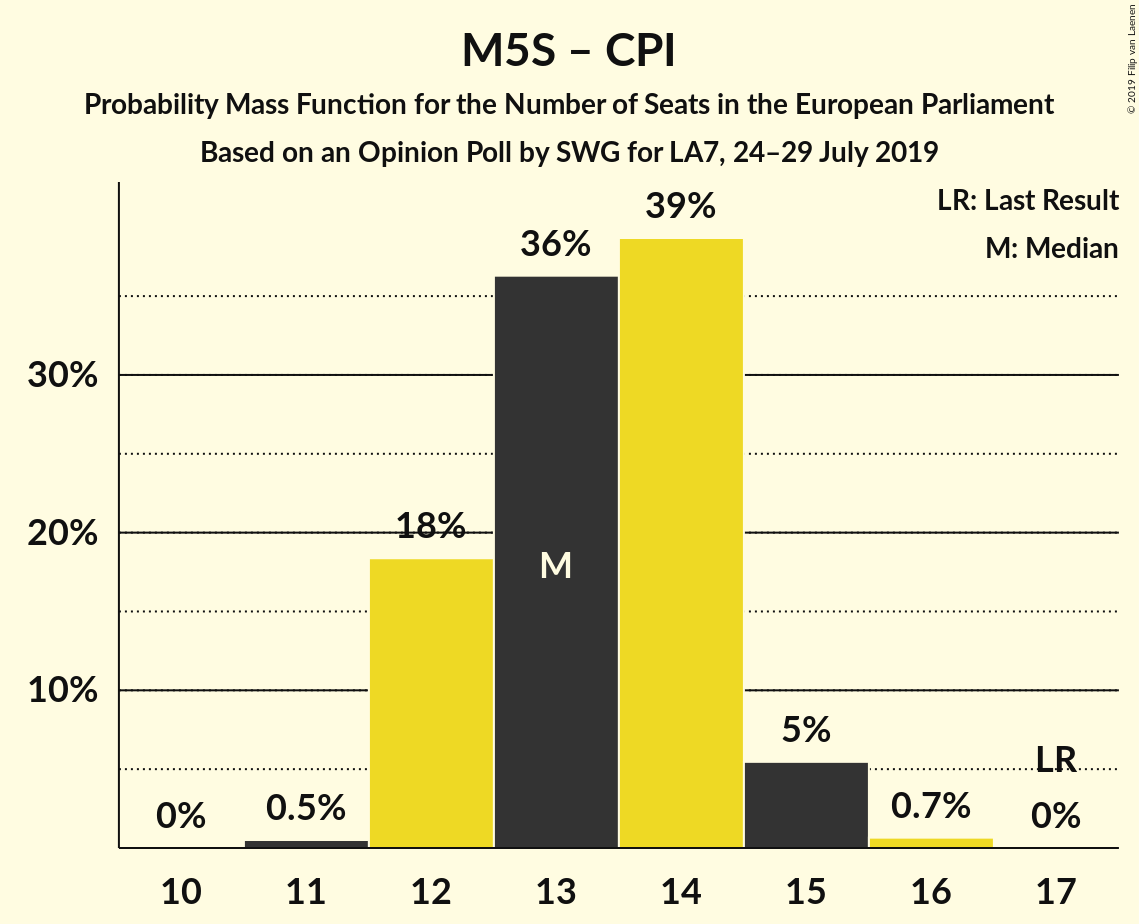 M5S – CPI
Probability Mass Function for the Number of Seats in the European Parliament
Based on an Opinion Poll by SWG for LA7, 24–29 July 2019
© 2019 Filip van Laenen
LR: Last Result
M: Median
39%
36%
30%
18%
20%
M
10%
5%
LR
0%
0.5%
0.7%
0%
10 11 12 13 14 15 16 17